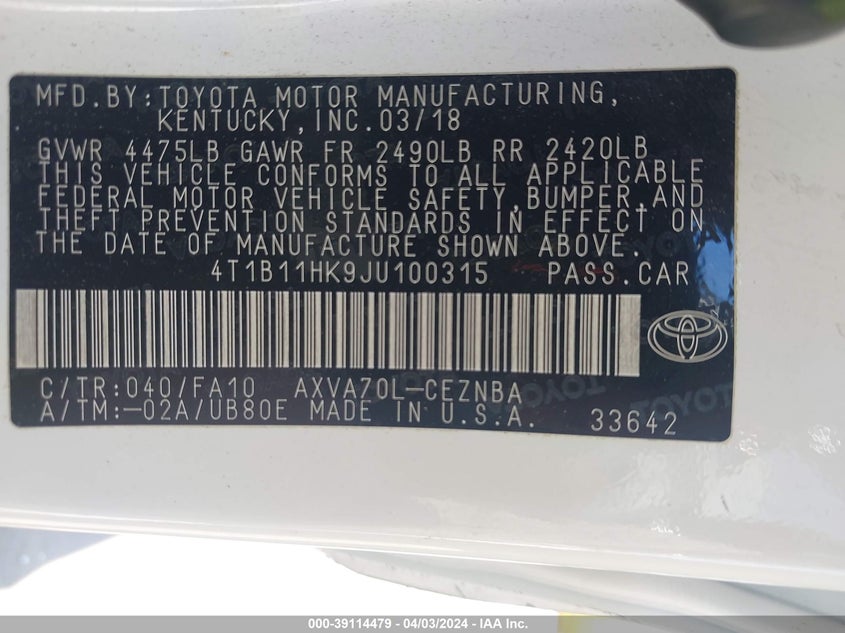 MFD.BY:TOYOTA MOTOR MANUFACTURING,
KENTUCKY,INC.03/18
GVWR 4475LB GAWR FR 2490LB RR 2420LB
THIS VEHICLE CONFORMS TO ALL APPLICABLE
FEDERAL MOTOR VEHICLE SAFETY,BUMPER,AND
THEFT PREVENTION STANDARDS IN EFFECT ON
THE DATE OF MANUFACTURE SHOWN ABOVE.
4T1B11HK9JU100315 PASS.CAR
C/TR:040/FA10 AXVA70L-CEZNBA
A/TM:-02A/UB80E MADE IN U.S.A. 33642
000-39114479 | 04/03/2024 - IAA Inc.